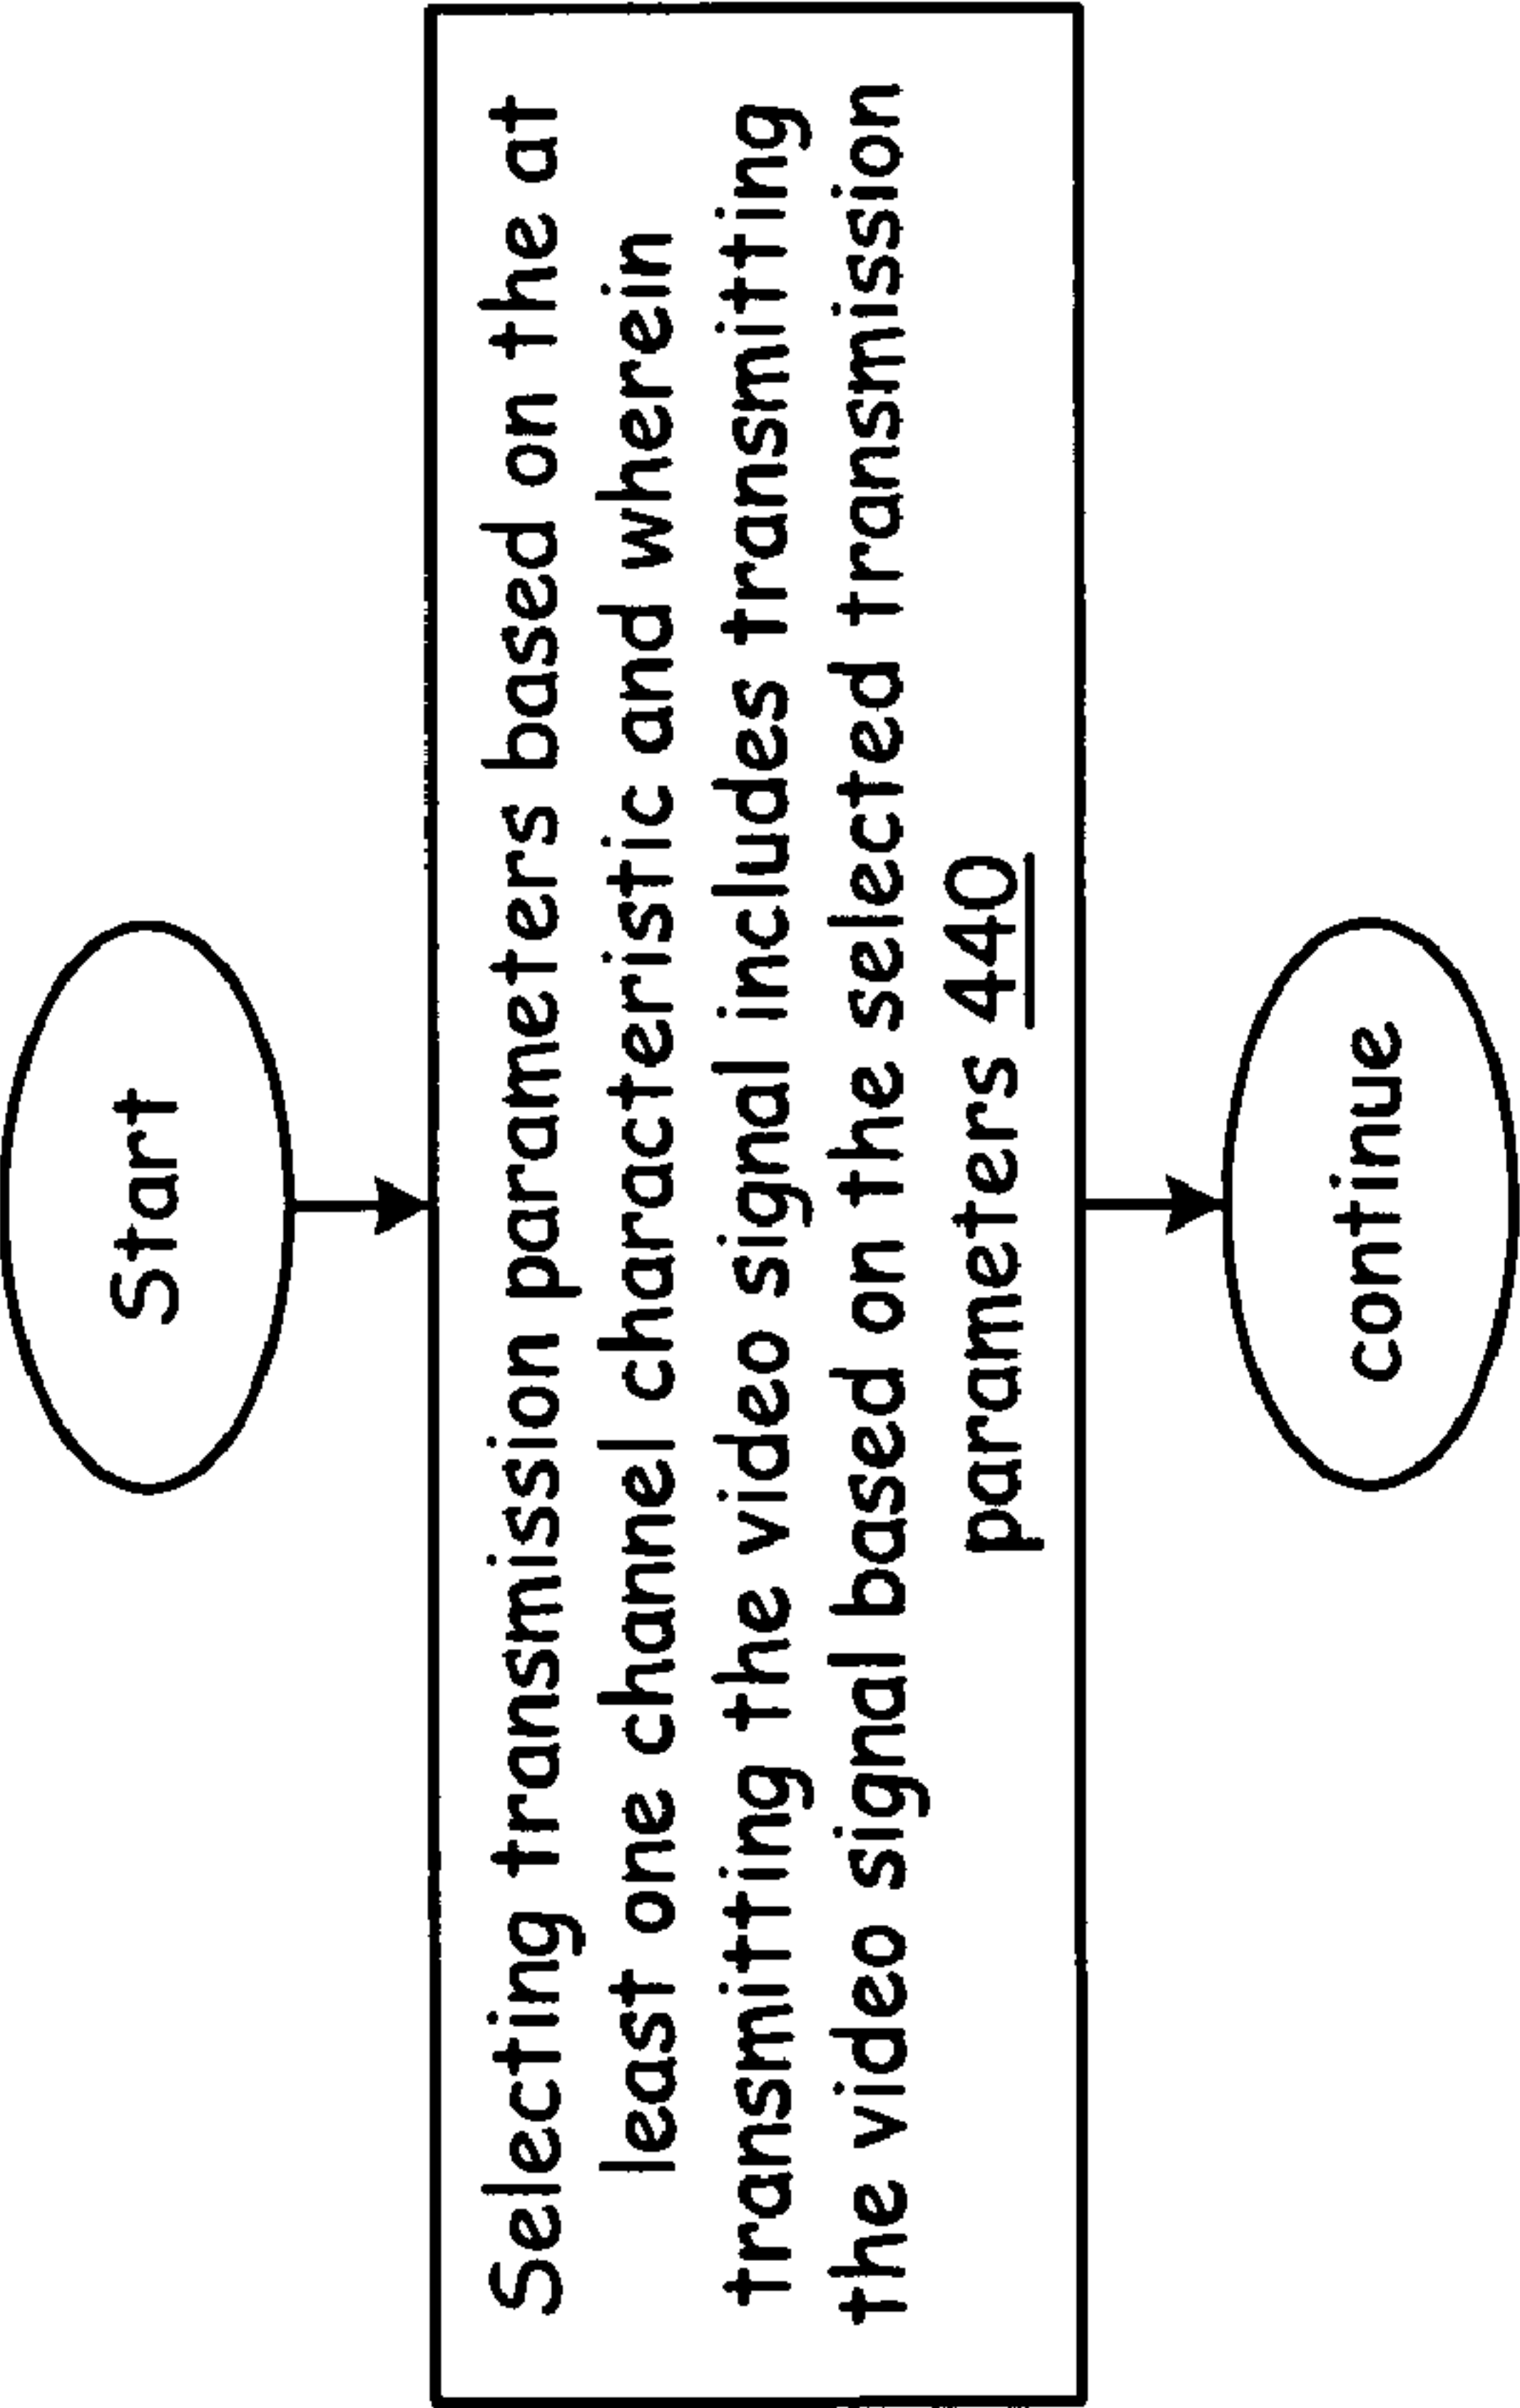 Start
Selecting transmission parameters based on the at
least one channel characteristic and wherein
transmitting the video signal includes transmitting
the video signal based on the selected transmission
parameters 440
continue